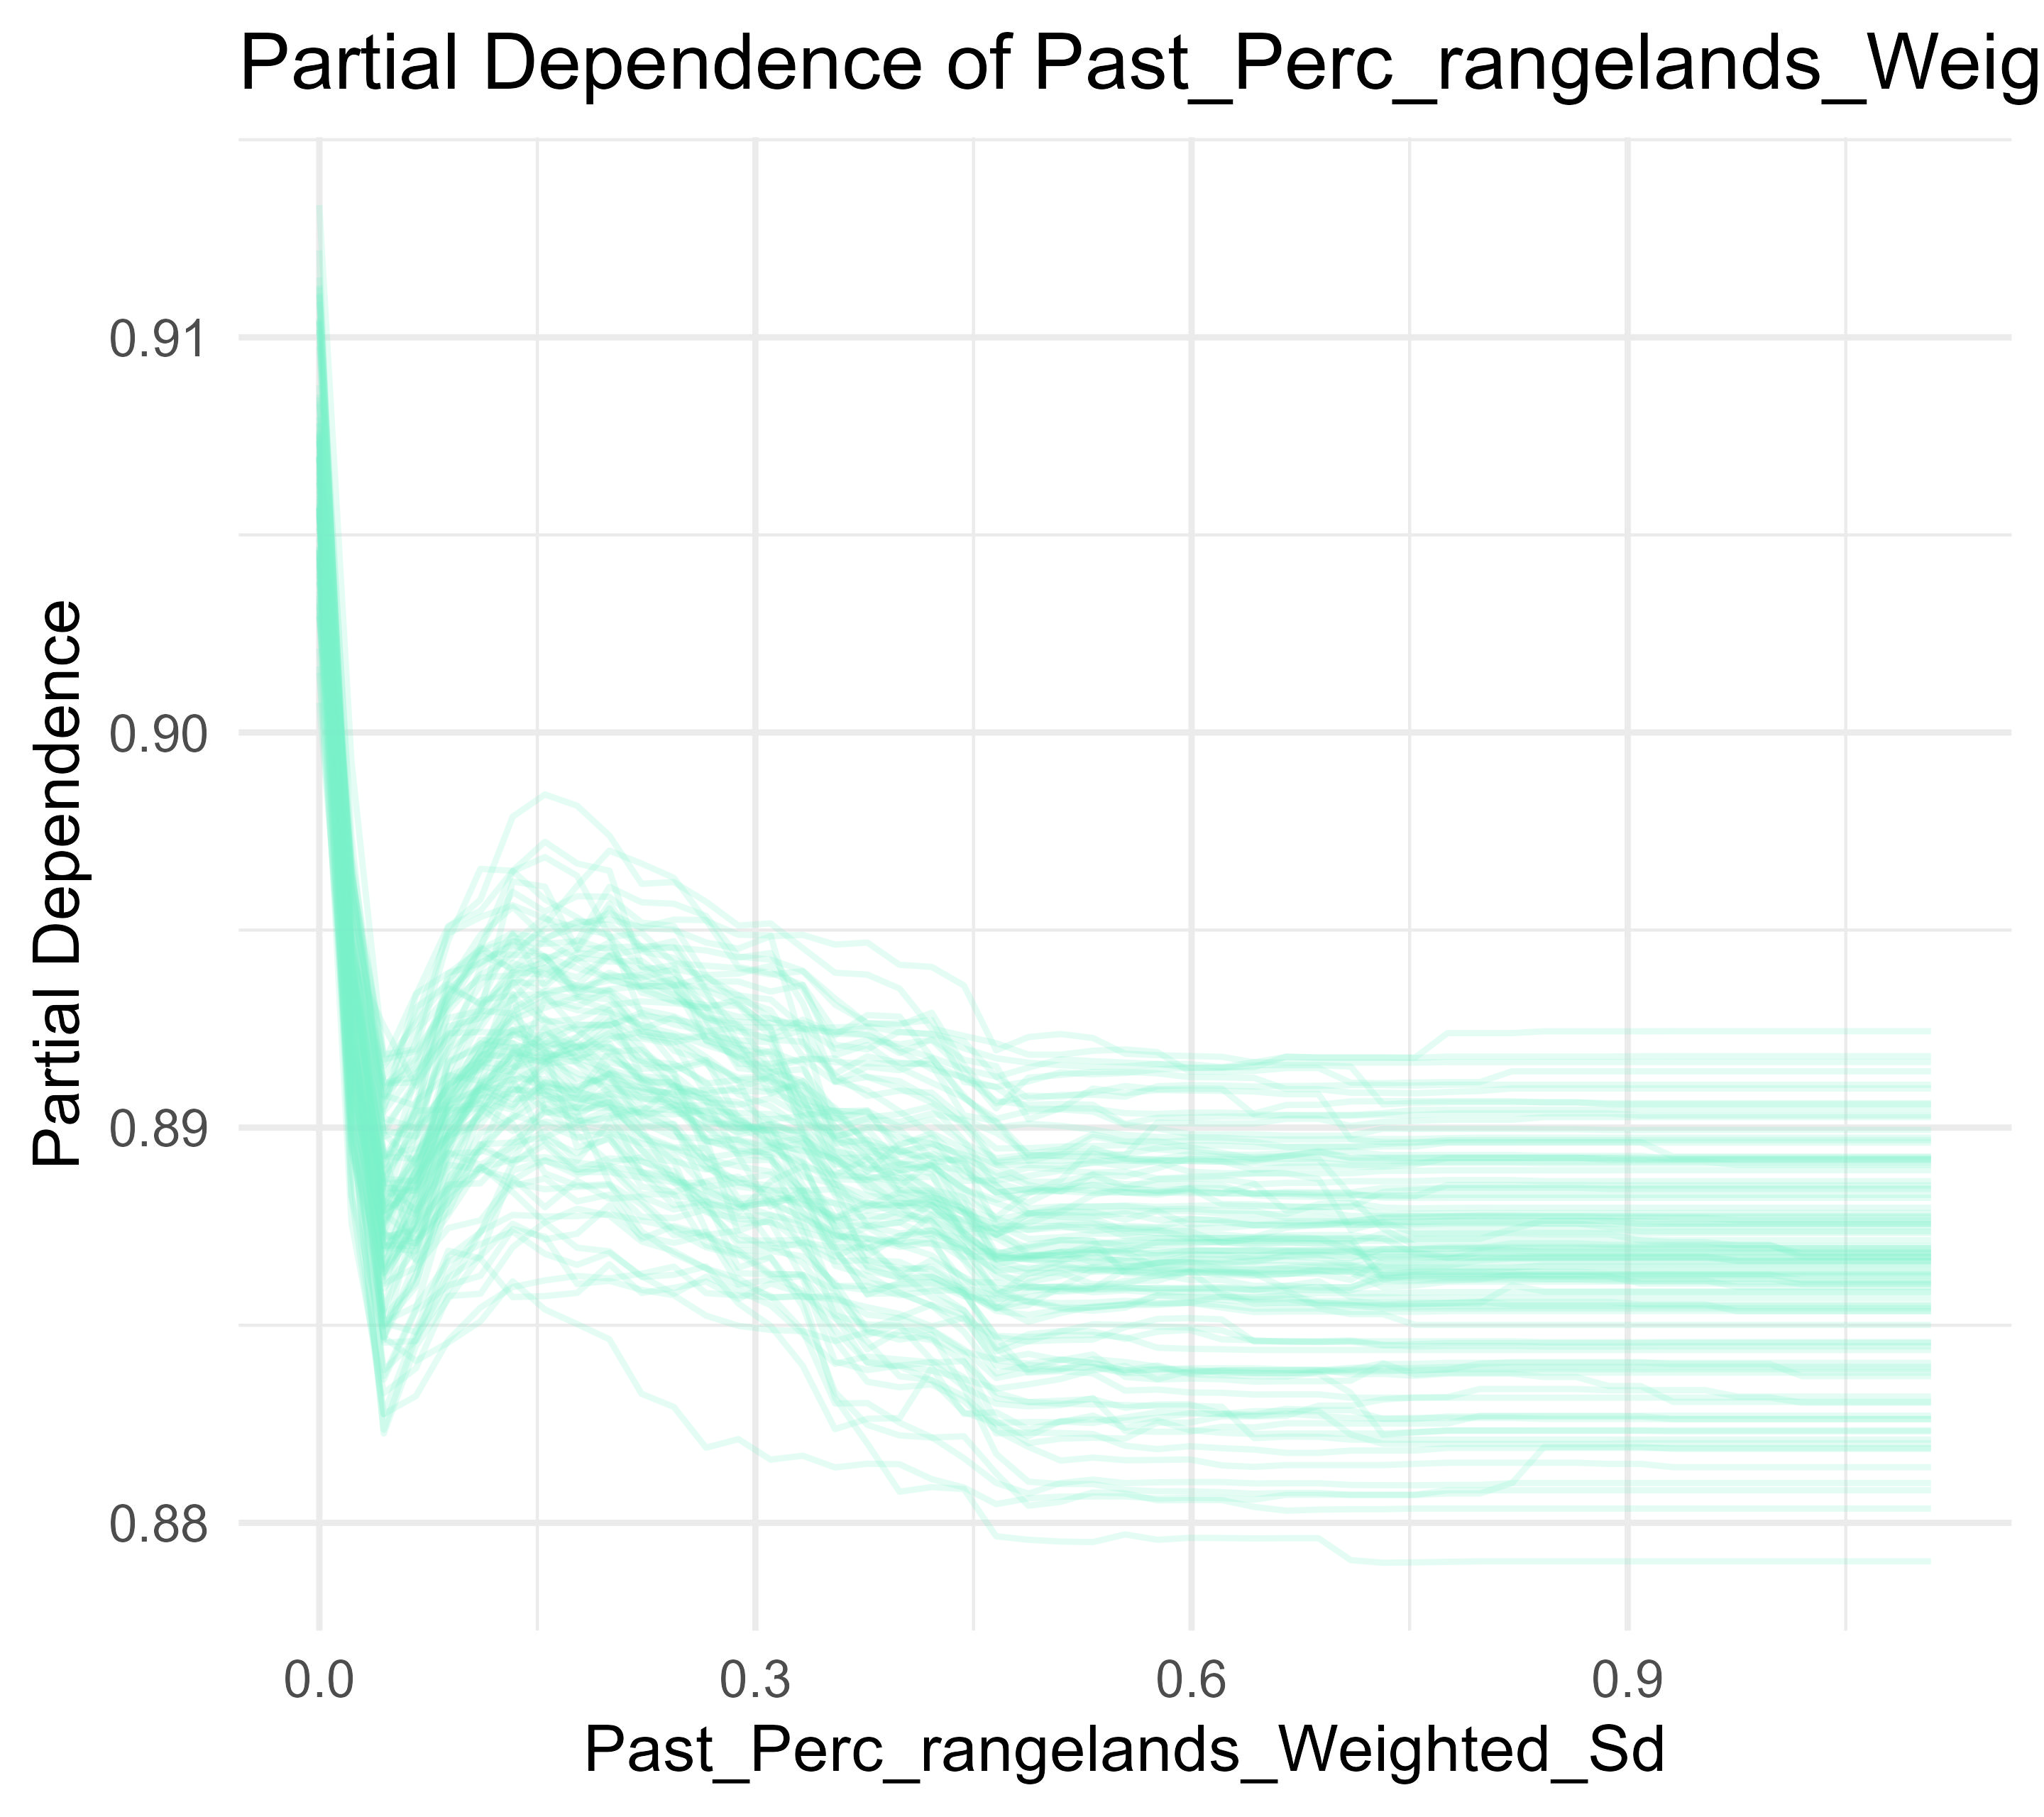 Partial Dependence of Past_Perc_rangelands_Weig
0.91
0.90
0.89
0.88
Partial Dependence
0.0 0.3 0.6 0.9
Past_Perc_rangelands_Weighted_Sd